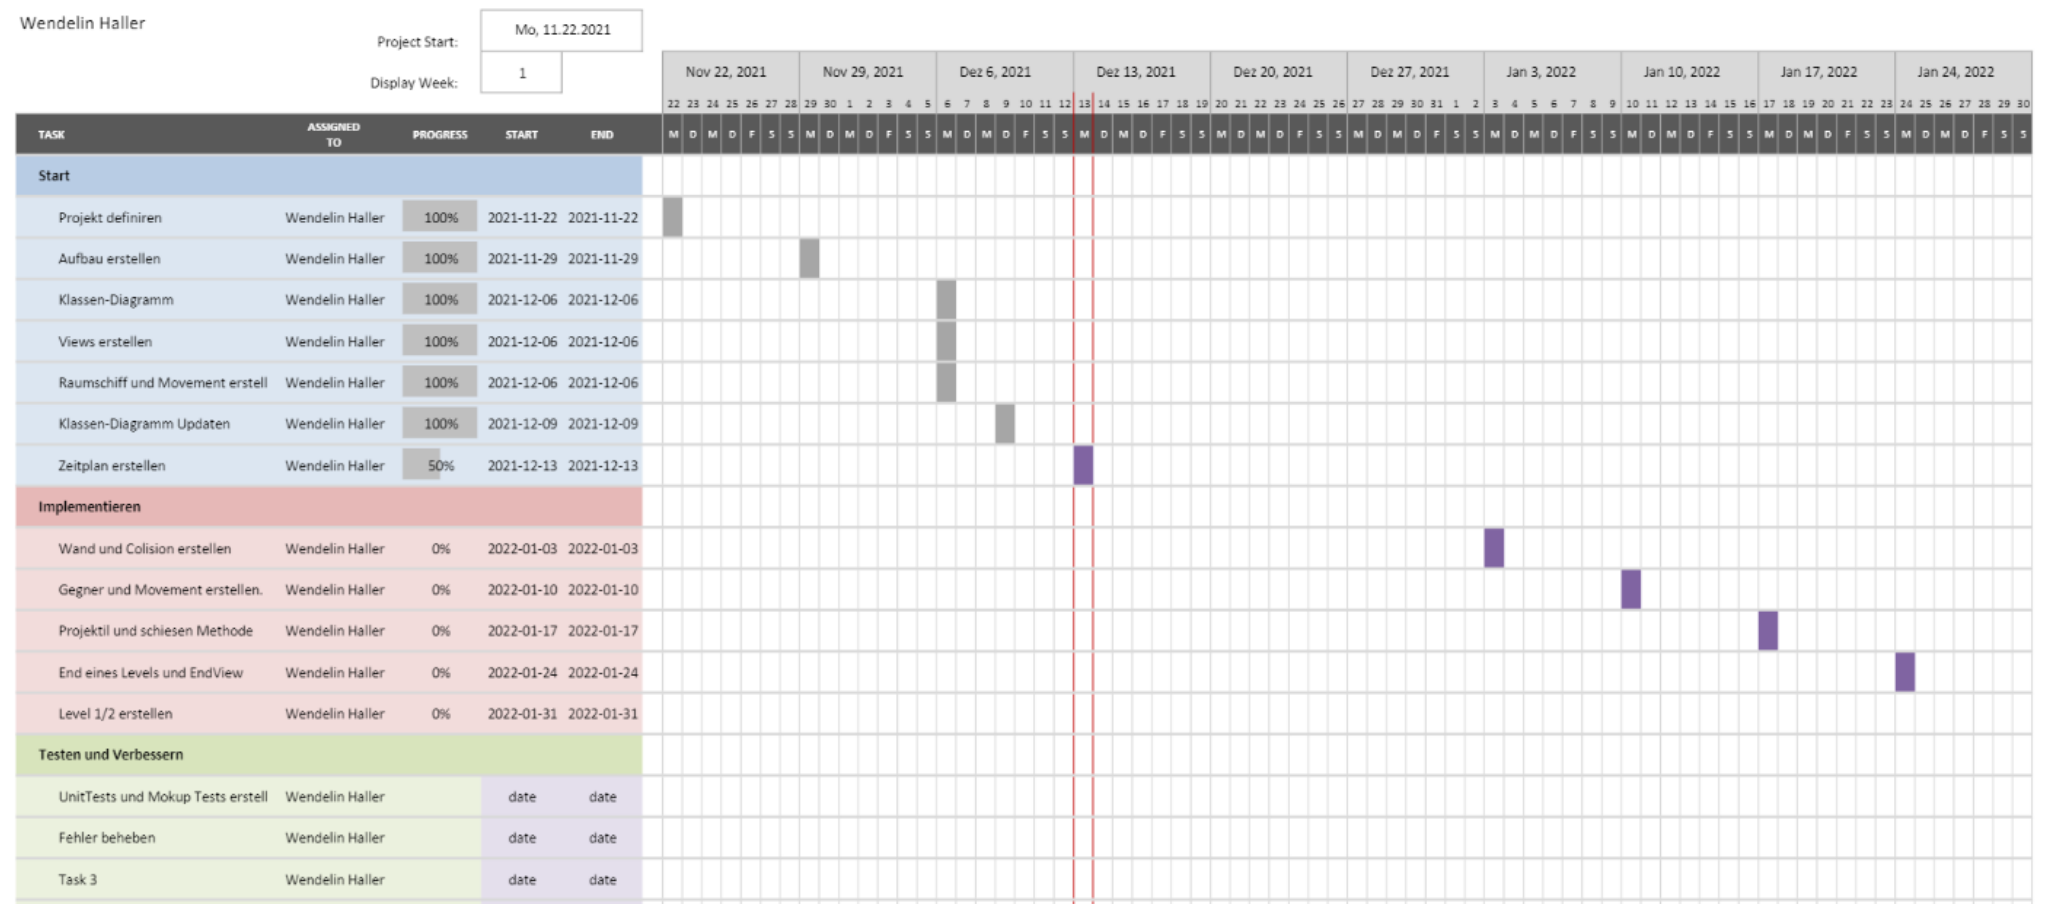 Wendelin Haller
Project Start: Mo, 11.22.2021
Display Week: 1
Nov 22, 2021 Nov 29, 2021 Dez 6, 2021 Dez 13, 2021 Dez 20, 2021 Dez 27, 2021 Jan 3, 2022 Jan 10, 2022 Jan 17, 2022 Jan 24, 2022
22 23 24 25 26 27 28 29 30 1 2 3 4 5 6 7 8 9 10 11 12 13 14 15 16 17 18 19 20 21 22 23 24 25 26 27 28 29 30 31 1 2 3 4 5 6 7 8 9 10 11 12 13 14 15 16 17 18 19 20 21 22 23 24 25 26 27 28 29 30
TASK ASSIGNED TO PROGRESS START END M D M D F S S M D M D F S S M D M D F S S M D M D F S S M D M D F S S M D M D F S S M D M D F S S M D M D F S S M D M D F S S M D M D F S S
Start
Projekt definiren Wendelin Haller 100% 2021-11-22 2021-11-22
Aufbau erstellen Wendelin Haller 100% 2021-11-29 2021-11-29
Klassen-Diagramm Wendelin Haller 100% 2021-12-06 2021-12-06
Views erstellen Wendelin Haller 100% 2021-12-06 2021-12-06
Raumschiff und Movement erstell Wendelin Haller 100% 2021-12-06 2021-12-06
Klassen-Diagramm Updaten Wendelin Haller 100% 2021-12-09 2021-12-09
Zeitplan erstellen Wendelin Haller 50% 2021-12-13 2021-12-13
Implementieren
Wand und Colision erstellen Wendelin Haller 0% 2022-01-03 2022-01-03
Gegner und Movement erstellen. Wendelin Haller 0% 2022-01-10 2022-01-10
Projektil und schiesen Methode Wendelin Haller 0% 2022-01-17 2022-01-17
End eines Levels und EndView Wendelin Haller 0% 2022-01-24 2022-01-24
Level 1/2 erstellen Wendelin Haller 0% 2022-01-31 2022-01-31
Testen und Verbessern
UnitTests und Mokup Tests erstell Wendelin Haller date date
Fehler beheben Wendelin Haller date date
Task 3 Wendelin Haller date date